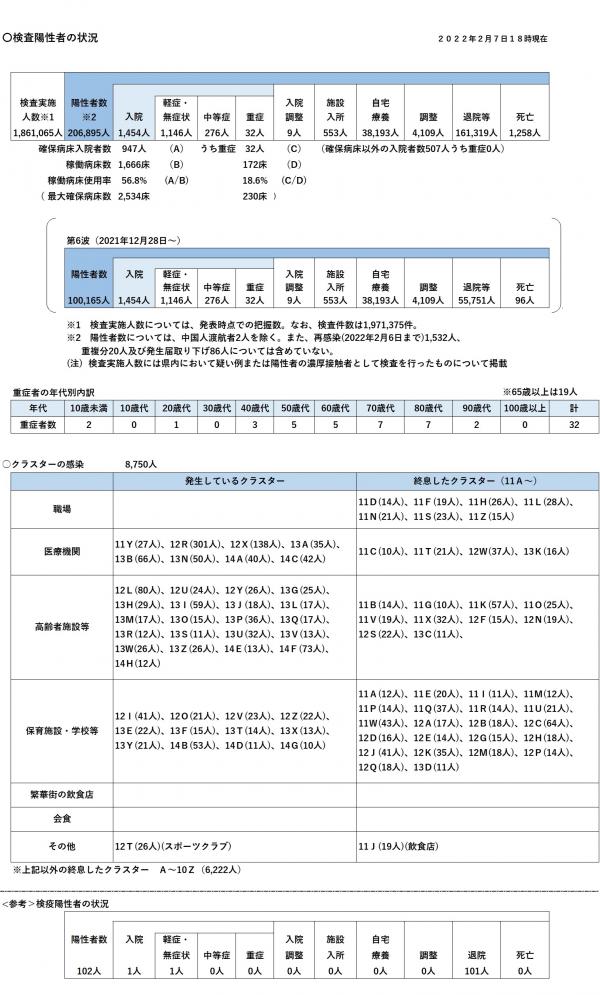 〇検査陽性者の状況
2022年2月7日18時現在
検査実施人数※1 陽性者数※2 入院 軽症・無症状 中等症 重症 入院調整 施設入所 自宅療養 調整 退院等 死亡
1,861,065人 206,895人 1,454人 1,146人 276人 32人 9人 553人 38,193人 4,109人 161,319人 1,258人
確保病床入院者数 947人 (A) うち重症 32人 (C) (確保病床以外の入院者数507人うち重症0人)
稼働病床数 1,666床 (B) 172床 (D)
稼働病床使用率 56.8% (A/B) 18.6% (C/D)
( 最大確保病床数 2,534床 230床 )
第6波（2021年12月28日～）
陽性者数 入院 軽症・無症状 中等症 重症 入院調整 施設入所 自宅療養 調整 退院等 死亡
100,165人 1,454人 1,146人 276人 32人 9人 553人 38,193人 4,109人 55,751人 96人
※1 検査実施人数については、発表時点での把握数。なお、検査件数は1,971,375件。
※2 陽性者数については、中国人渡航者2人を除く。また、再感染(2022年2月6日まで)1,532人、
重複分20人及び発生届取り下げ86人については含めていない。
(注) 検査実施人数には県内において疑い例または陽性者の濃厚接触者として検査を行ったものについて掲載
重症者の年代別内訳 ※65歳以上は19人
年代 10歳未満 10歳代 20歳代 30歳代 40歳代 50歳代 60歳代 70歳代 80歳代 90歳代 100歳以上 計
重症者数 2 0 1 0 3 5 5 7 7 2 0 32
○クラスターの感染 8,750人
発生しているクラスター 終息したクラスター（11A～）
職場
11D(14人)、11F(19人)、11H(26人)、11L(28人)、
11N(21人)、11S(23人)、11Z(15人)
医療機関
11Y(27人)、12R(301人)、12X(138人)、13A(35人)、
13B(66人)、13N(50人)、14A(40人)、14C(42人)
11C(10人)、11T(21人)、12W(37人)、13K(16人)
高齢者施設等
12L(80人)、12U(24人)、12Y(26人)、13G(25人)、
13H(29人)、13I(59人)、13J(18人)、13L(17人)、
13M(17人)、13O(15人)、13P(36人)、13Q(17人)、
13R(12人)、13S(11人)、13U(32人)、13V(13人)、
13W(26人)、13Z(26人)、14E(13人)、14F(73人)、
14H(12人)
11B(14人)、11G(10人)、11K(57人)、11O(25人)、
11V(19人)、11X(32人)、12F(15人)、12N(19人)、
12S(22人)、13C(11人)、
保育施設・学校等
12I(41人)、12O(21人)、12V(23人)、12Z(22人)、
13E(22人)、13F(15人)、13T(14人)、13X(13人)、
13Y(21人)、14B(53人)、14D(11人)、14G(10人)
11A(12人)、11E(20人)、11I(11人)、11M(12人)、
11P(14人)、11Q(37人)、11R(14人)、11U(21人)、
11W(43人)、12A(17人)、12B(18人)、12C(64人)、
12D(16人)、12E(14人)、12G(15人)、12H(18人)、
12J(41人)、12K(35人)、12M(18人)、12P(14人)、
12Q(18人)、13D(11人)
繁華街の飲食店
会食
その他
12T(26人)(スポーツクラブ)
11J(19人)(飲食店)
※上記以外の終息したクラスター A～10Z（6,222人）
<参考>検疫陽性者の状況
陽性者数 入院 軽症・無症状 中等症 重症 入院調整 施設入所 自宅療養 調整 退院 死亡
102人 1人 1人 0人 0人 0人 0人 0人 0人 101人 0人